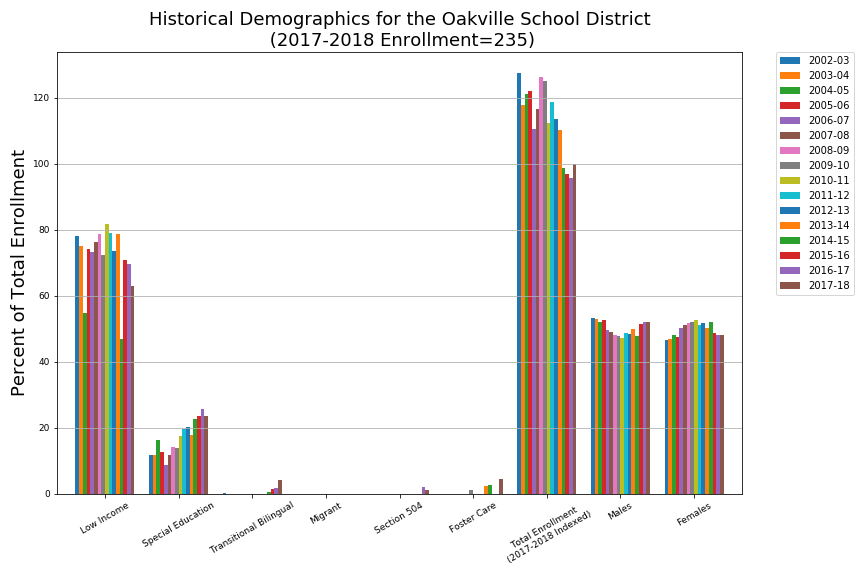 Historical Demographics for the Oakville School District
(2017-2018 Enrollment=235)
Percent of Total Enrollment
120
100
80
60
40
20
0
Low Income
Special Education
Transitional Bilingual
Migrant
Section 504
Foster Care
Total Enrollment
(2017-2018 Indexed)
Males
Females
2002-03
2003-04
2004-05
2005-06
2006-07
2007-08
2008-09
2009-10
2010-11
2011-12
2012-13
2013-14
2014-15
2015-16
2016-17
2017-18